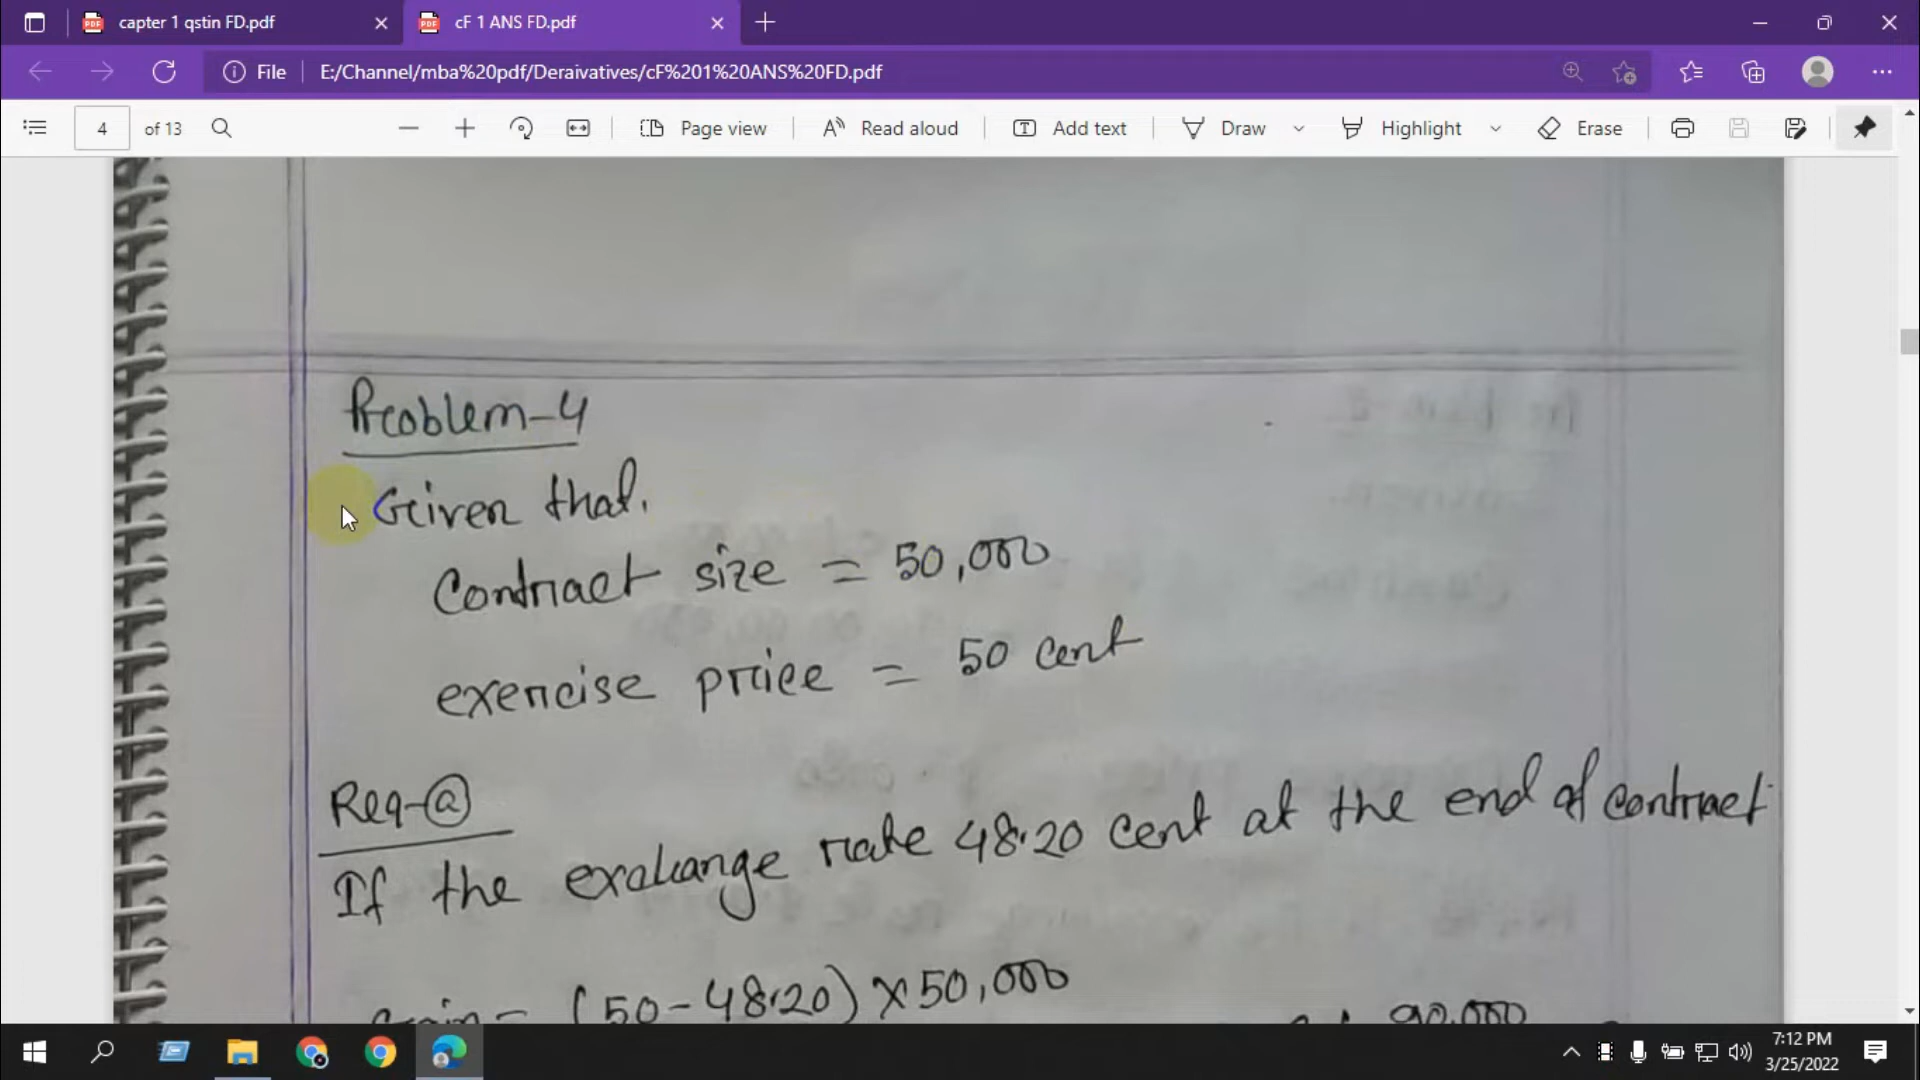 capter 1 qstin FD.pdf
cF 1 ANS FD.pdf
File
E:/Channel/mba%20pdf/Deraivatives/cF%201%20ANS%20FD.pdf
4 of 13
Page view
Read aloud
Add text
Draw
Highlight
Erase
Problem-4
Given that,
Contract size = 50,000
exercise price = 50 cent
Req-(a)
If the exchange rate 48.20 cent at the end of contract
Gain = (50-48.20) × 50,000
90,000
7:12 PM
3/25/2022